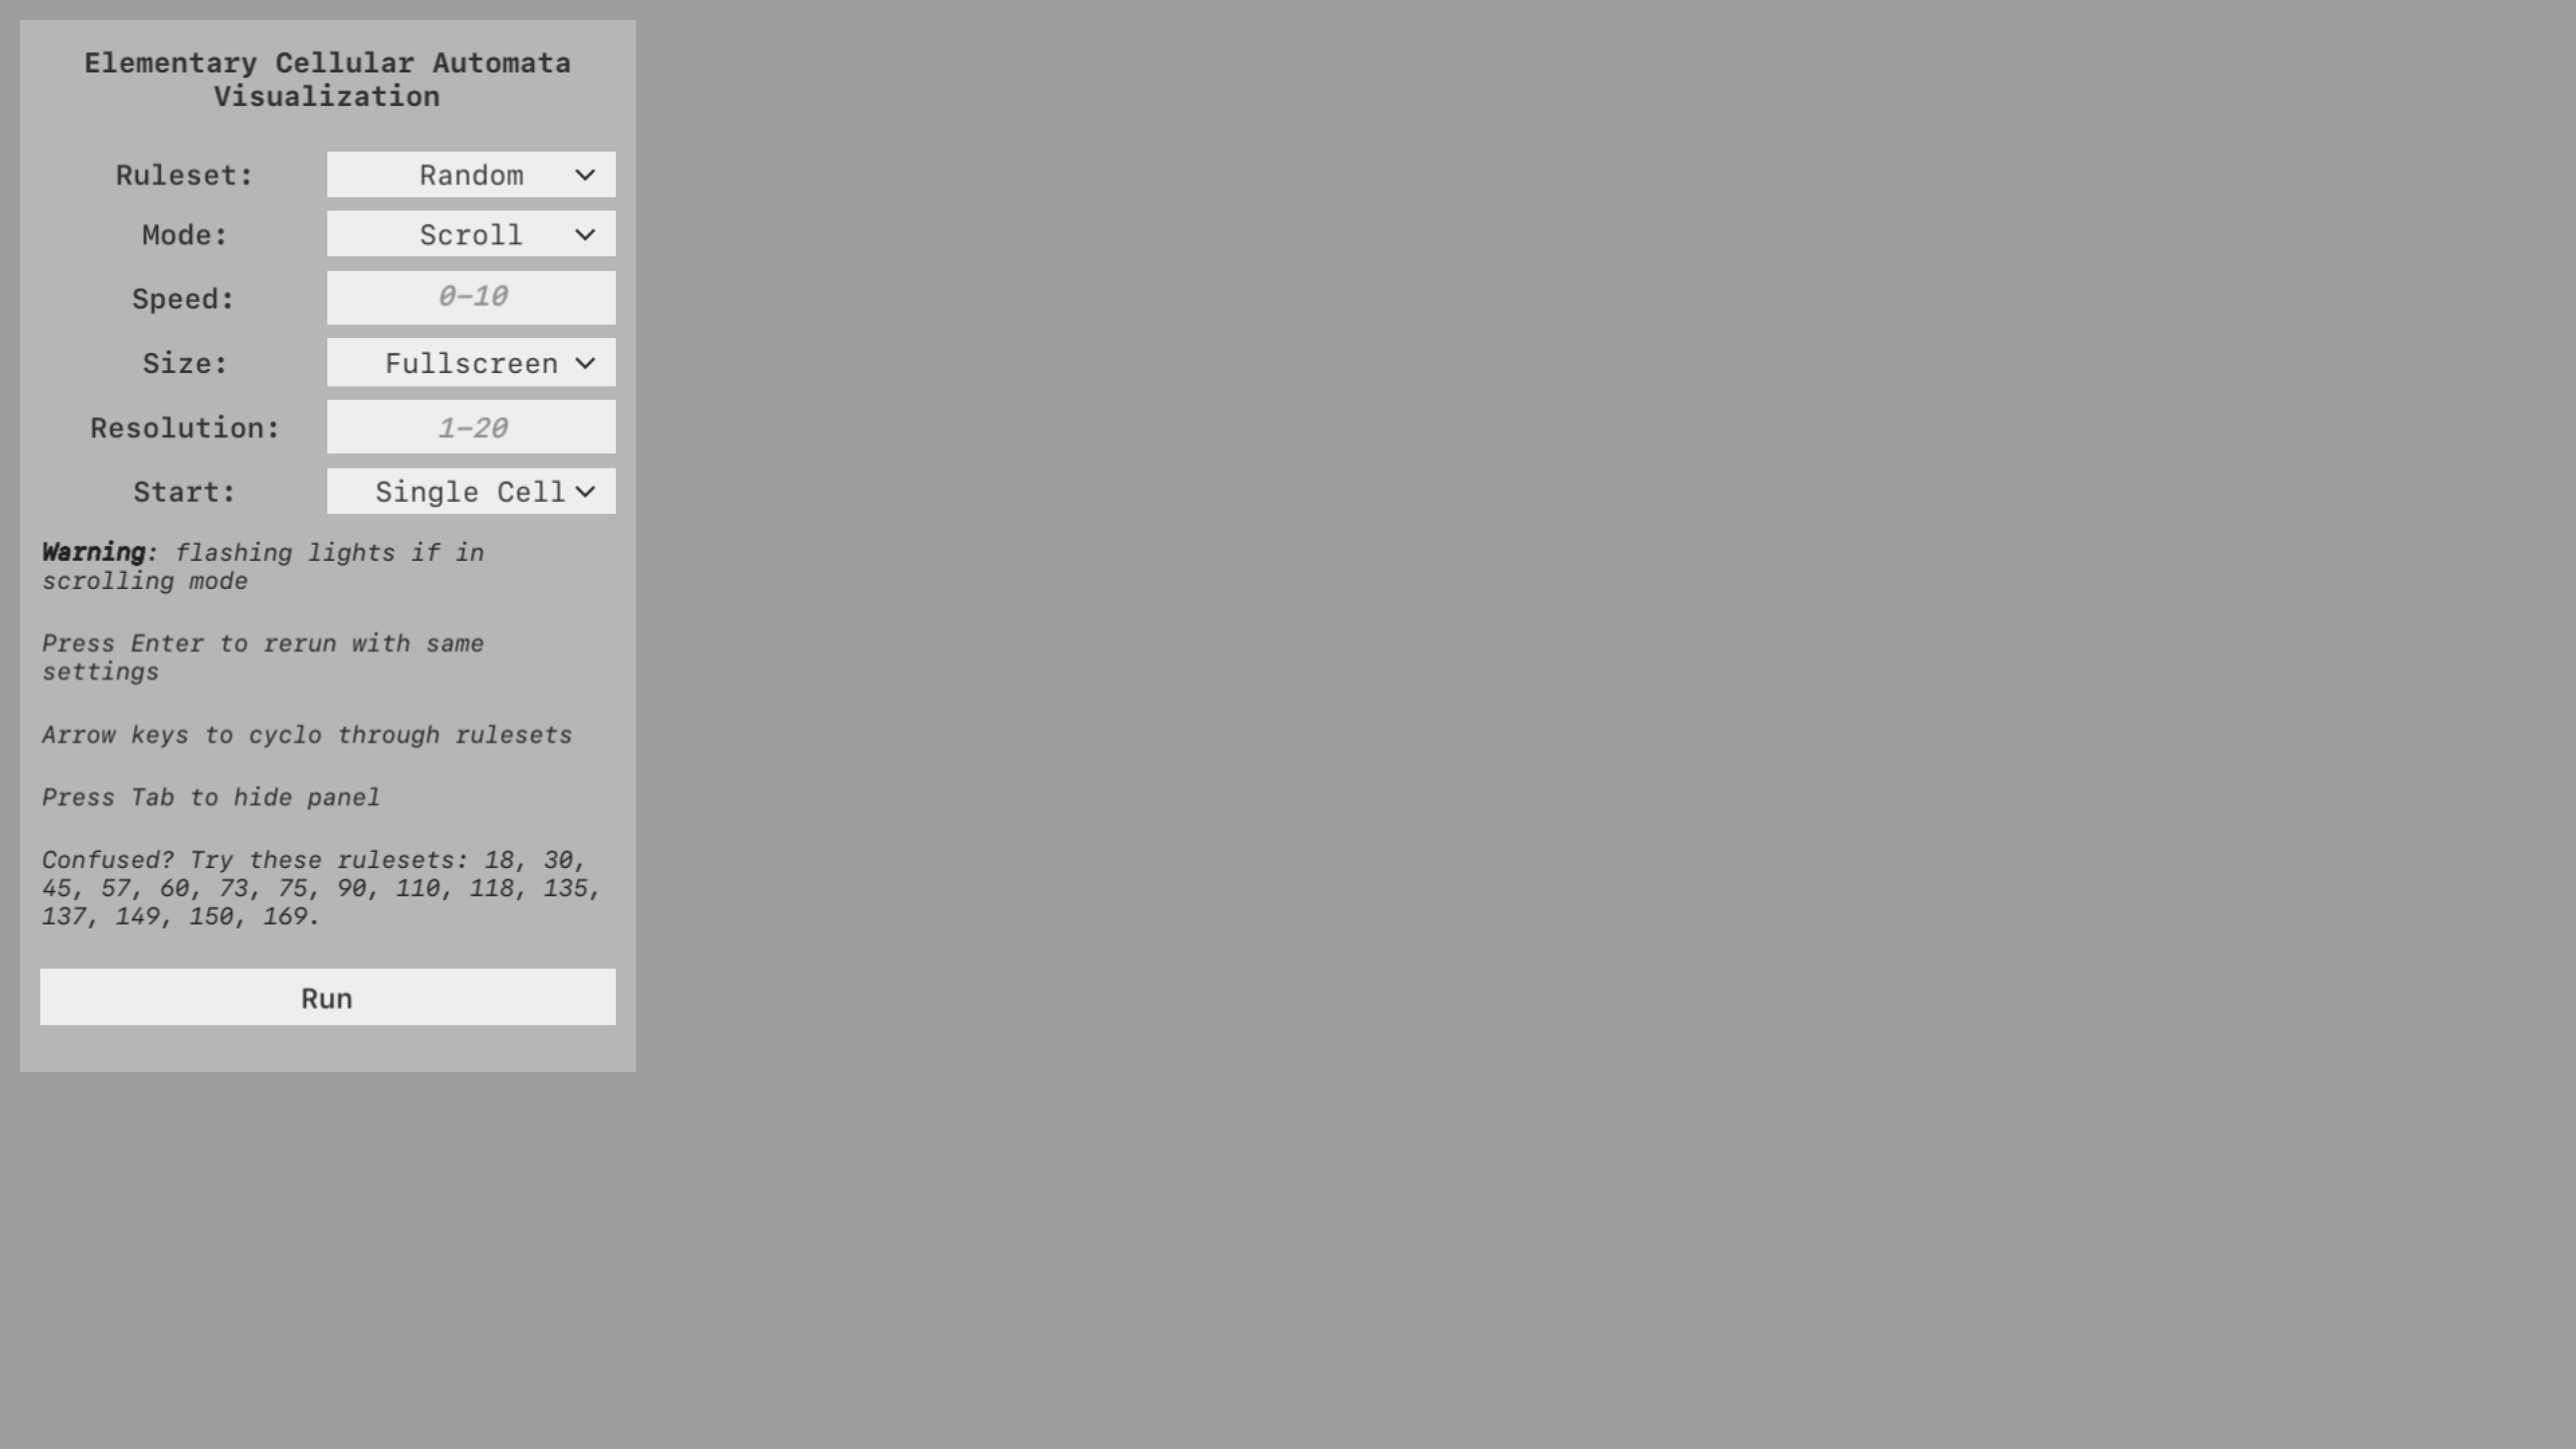 Elementary Cellular Automata
Visualization
Ruleset: Random
Mode: Scroll
Speed: 0–10
Size: Fullscreen
Resolution: 1–20
Start: Single Cell
Warning: flashing lights if in
scrolling mode
Press Enter to rerun with same
settings
Arrow keys to cyclo through rulesets
Press Tab to hide panel
Confused? Try these rulesets: 18, 30,
45, 57, 60, 73, 75, 90, 110, 118, 135,
137, 149, 150, 169.
Run